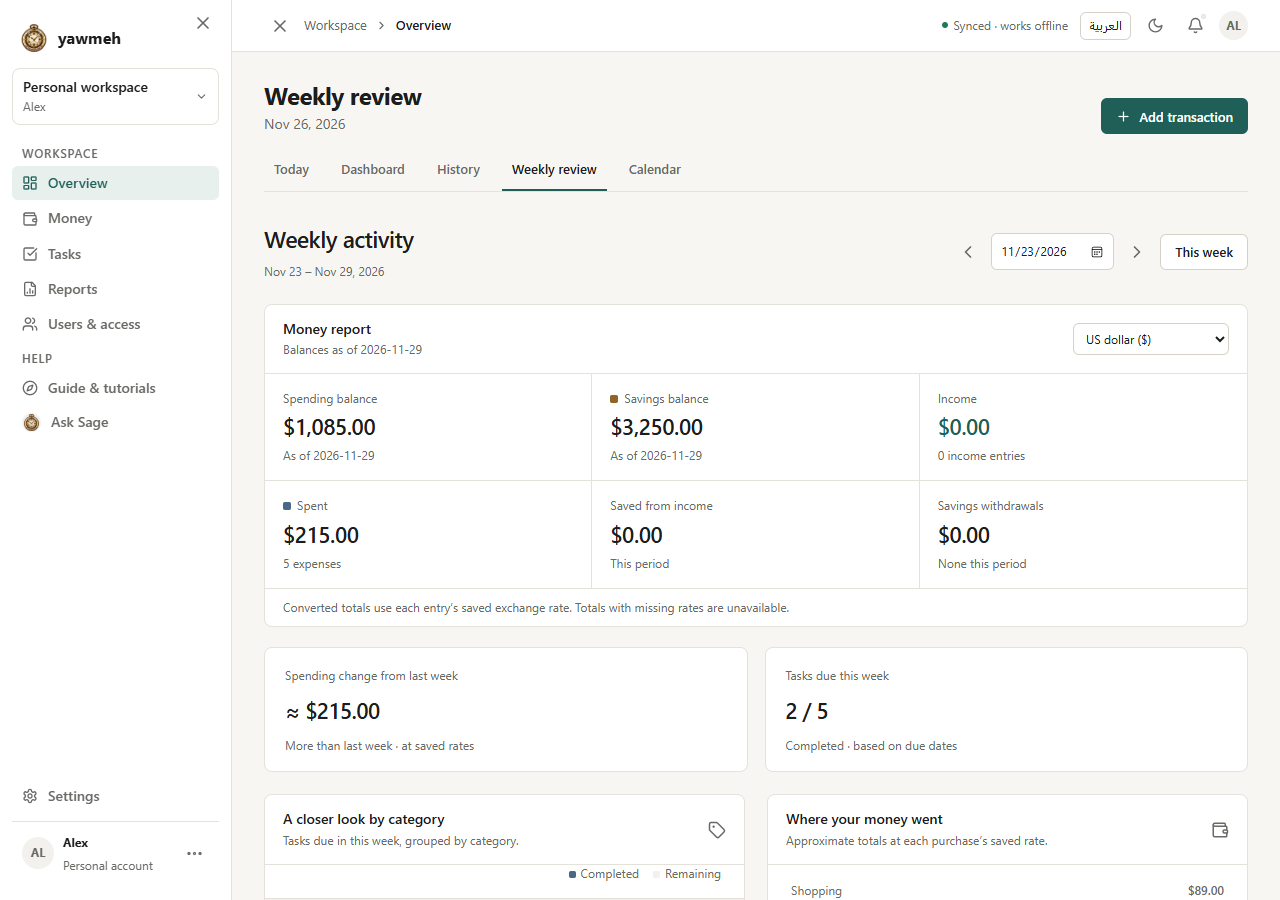 yawmeh
Personal workspace
Alex
WORKSPACE
Overview
Money
Tasks
Reports
Users & access
HELP
Guide & tutorials
Ask Sage
Settings
AL
Alex
Personal account
Workspace
Overview
Synced · works offline
العربية
AL
Weekly review
Nov 26, 2026
Add transaction
Today
Dashboard
History
Weekly review
Calendar
Weekly activity
Nov 23 – Nov 29, 2026
11/23/2026
This week
Money report
Balances as of 2026-11-29
US dollar ($)
Spending balance
$1,085.00
As of 2026-11-29
Savings balance
$3,250.00
As of 2026-11-29
Income
$0.00
0 income entries
Spent
$215.00
5 expenses
Saved from income
$0.00
This period
Savings withdrawals
$0.00
None this period
Converted totals use each entry's saved exchange rate. Totals with missing rates are unavailable.
Spending change from last week
≈ $215.00
More than last week · at saved rates
Tasks due this week
2 / 5
Completed · based on due dates
A closer look by category
Tasks due in this week, grouped by category.
Completed
Remaining
Where your money went
Approximate totals at each purchase's saved rate.
Shopping
$89.00